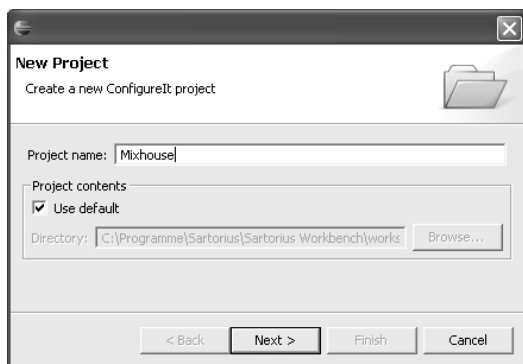 New Project
Create a new ConfigureIt project
Project name: Mixhouse
Project contents
Use default
Directory: C:\Programme\Sartorius\Sartorius Workbench\works Browse...
< Back Next > Finish Cancel